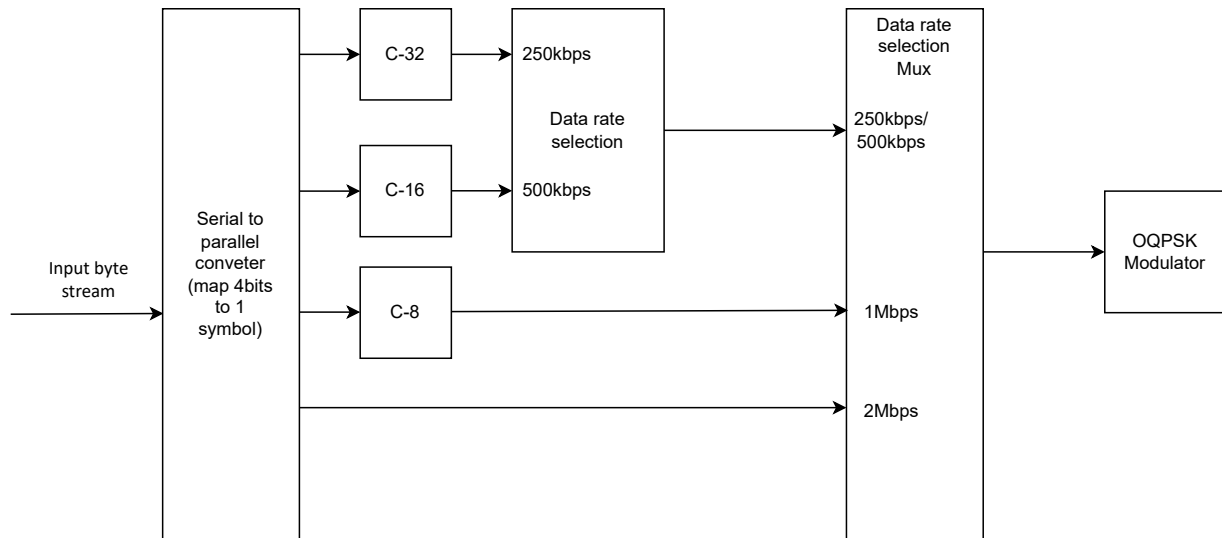 Input byte
stream
Serial to
parallel
conveter
(map 4bits
to 1
symbol)
C-32
C-16
C-8
250kbps
Data rate
selection
500kbps
Data rate
selection
Mux
250kbps/
500kbps
1Mbps
2Mbps
OQPSK
Modulator